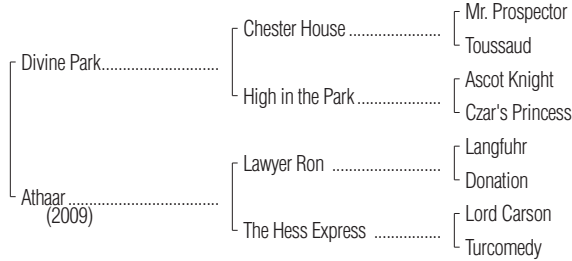 Mr. Prospector
Chester House ....................
Toussaud
Divine Park..........................
Ascot Knight
High in the Park ..................
Czar's Princess
Langfuhr
Lawyer Ron ........................
Donation
Athaar .................................
(2009)
Lord Carson
The Hess Express ...............
Turcomedy